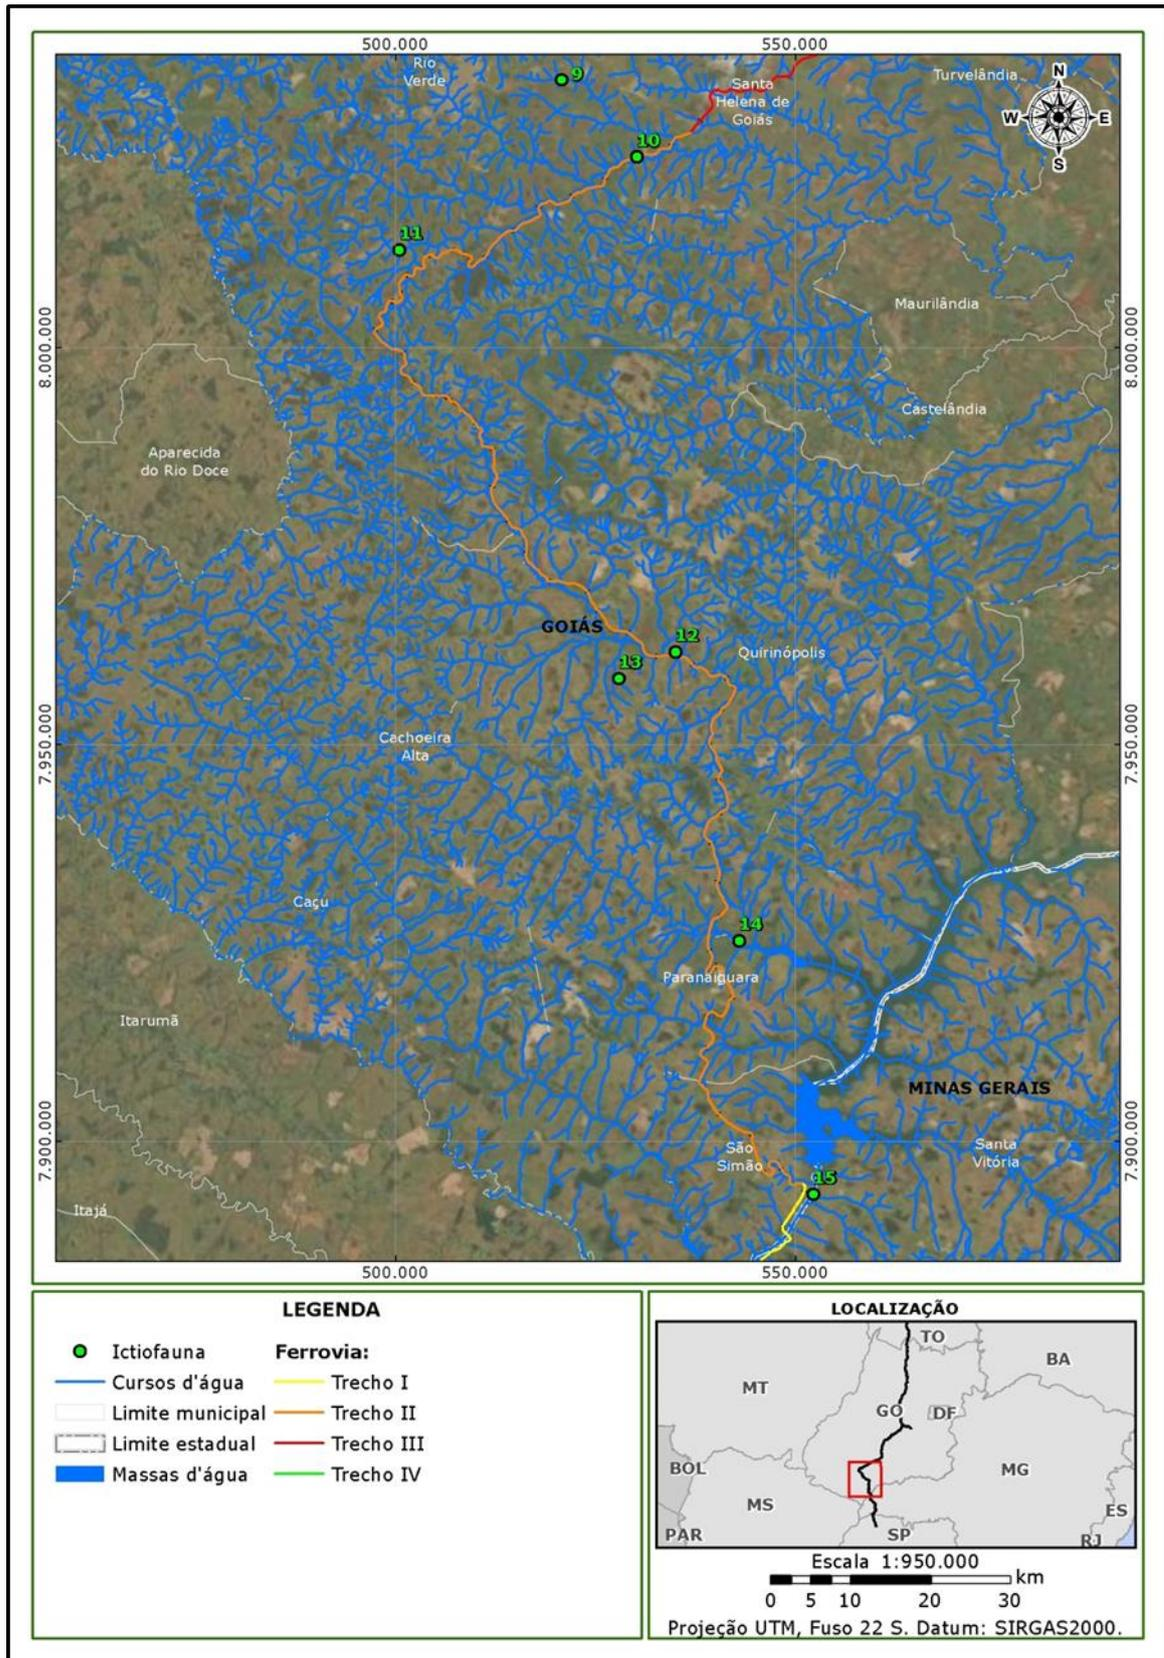 500.000
550.000
Rio
Verde
9
Santa
Helena de
Goiás
Turvelândia
N
W
E
S
10
11
Maurilândia
8.000.000
8.000.000
Castelândia
Aparecida
do Rio Doce
GOIÁS
12
Quirinópolis
13
Cachoeira
Alta
7.950.000
7.950.000
Caçu
14
Paranaiguara
Itarumã
MINAS GERAIS
São
Simão
Santa
Vitória
7.900.000
7.900.000
15
Itajá
500.000
550.000
LEGENDA
Ictiofauna
Cursos d'água
Limite municipal
Limite estadual
Massas d'água
Ferrovia:
Trecho I
Trecho II
Trecho III
Trecho IV
LOCALIZAÇÃO
TO
BA
MT
GO
DF
BOL
MG
MS
ES
PAR
SP
RJ
Escala 1:950.000
km
0 5 10 20 30
Projeção UTM, Fuso 22 S. Datum: SIRGAS2000.